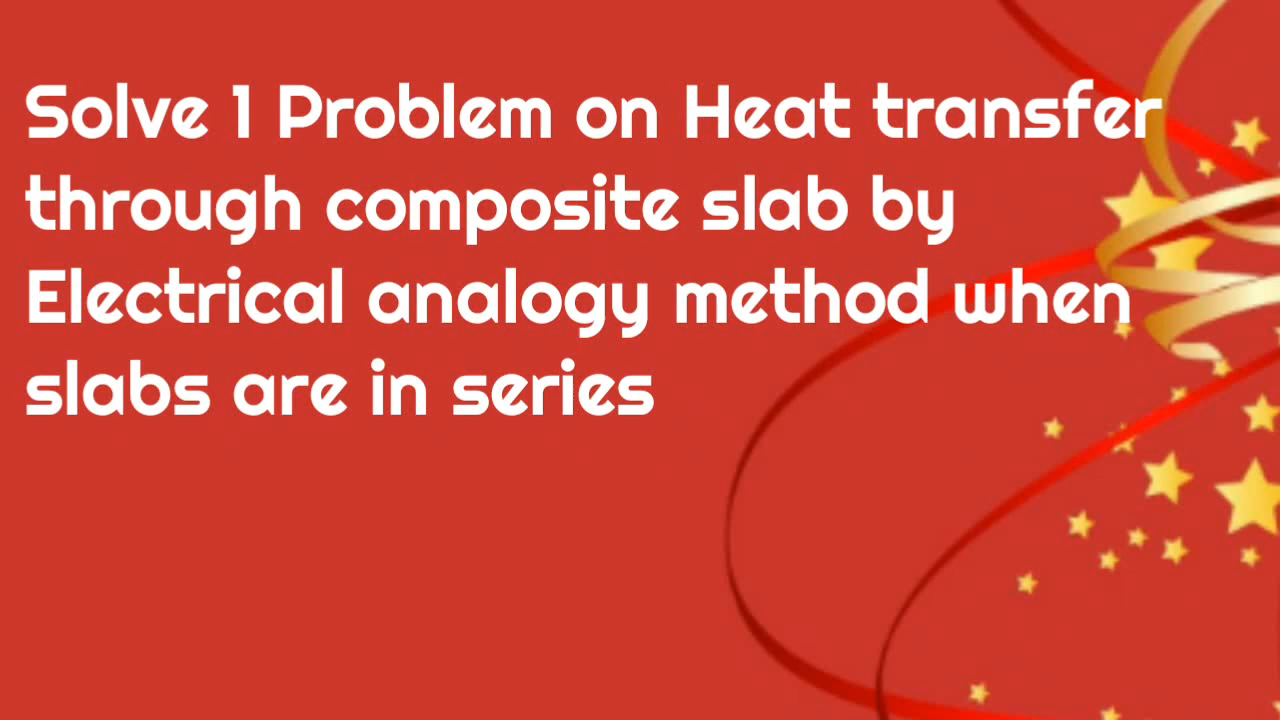 Solve 1 Problem on Heat transfer
through composite slab by
Electrical analogy method when
slabs are in series